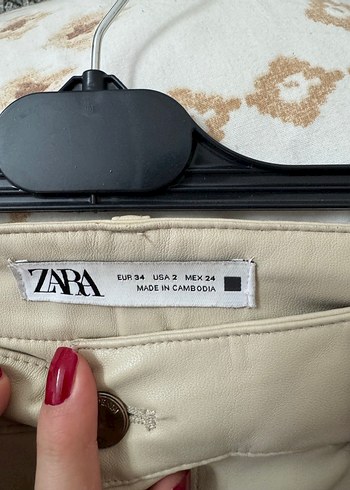 ZARA
EUR 34 USA 2 MEX 24
MADE IN CAMBODIA